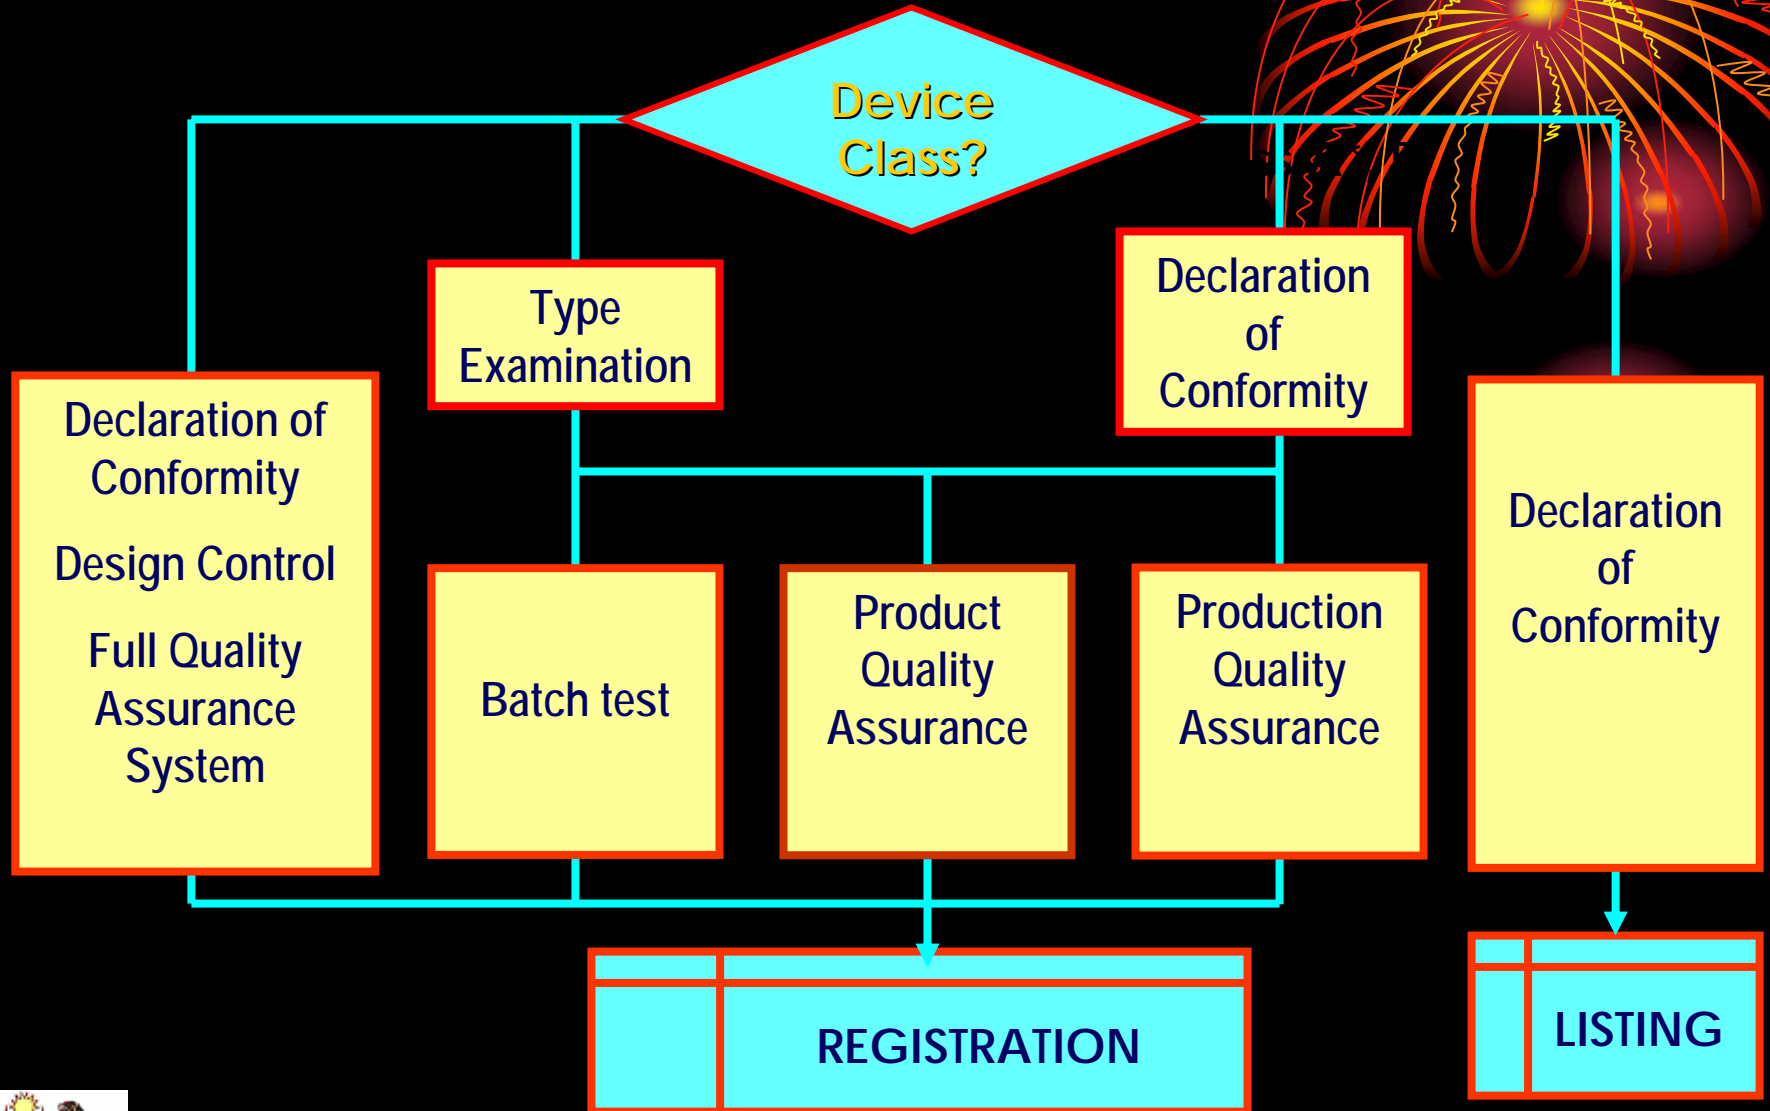 Device
Class?
Type
Examination
Declaration
of
Conformity
Declaration of
Conformity
Design Control
Full Quality
Assurance
System
Batch test
Product
Quality
Assurance
Production
Quality
Assurance
Declaration
of
Conformity
REGISTRATION
LISTING